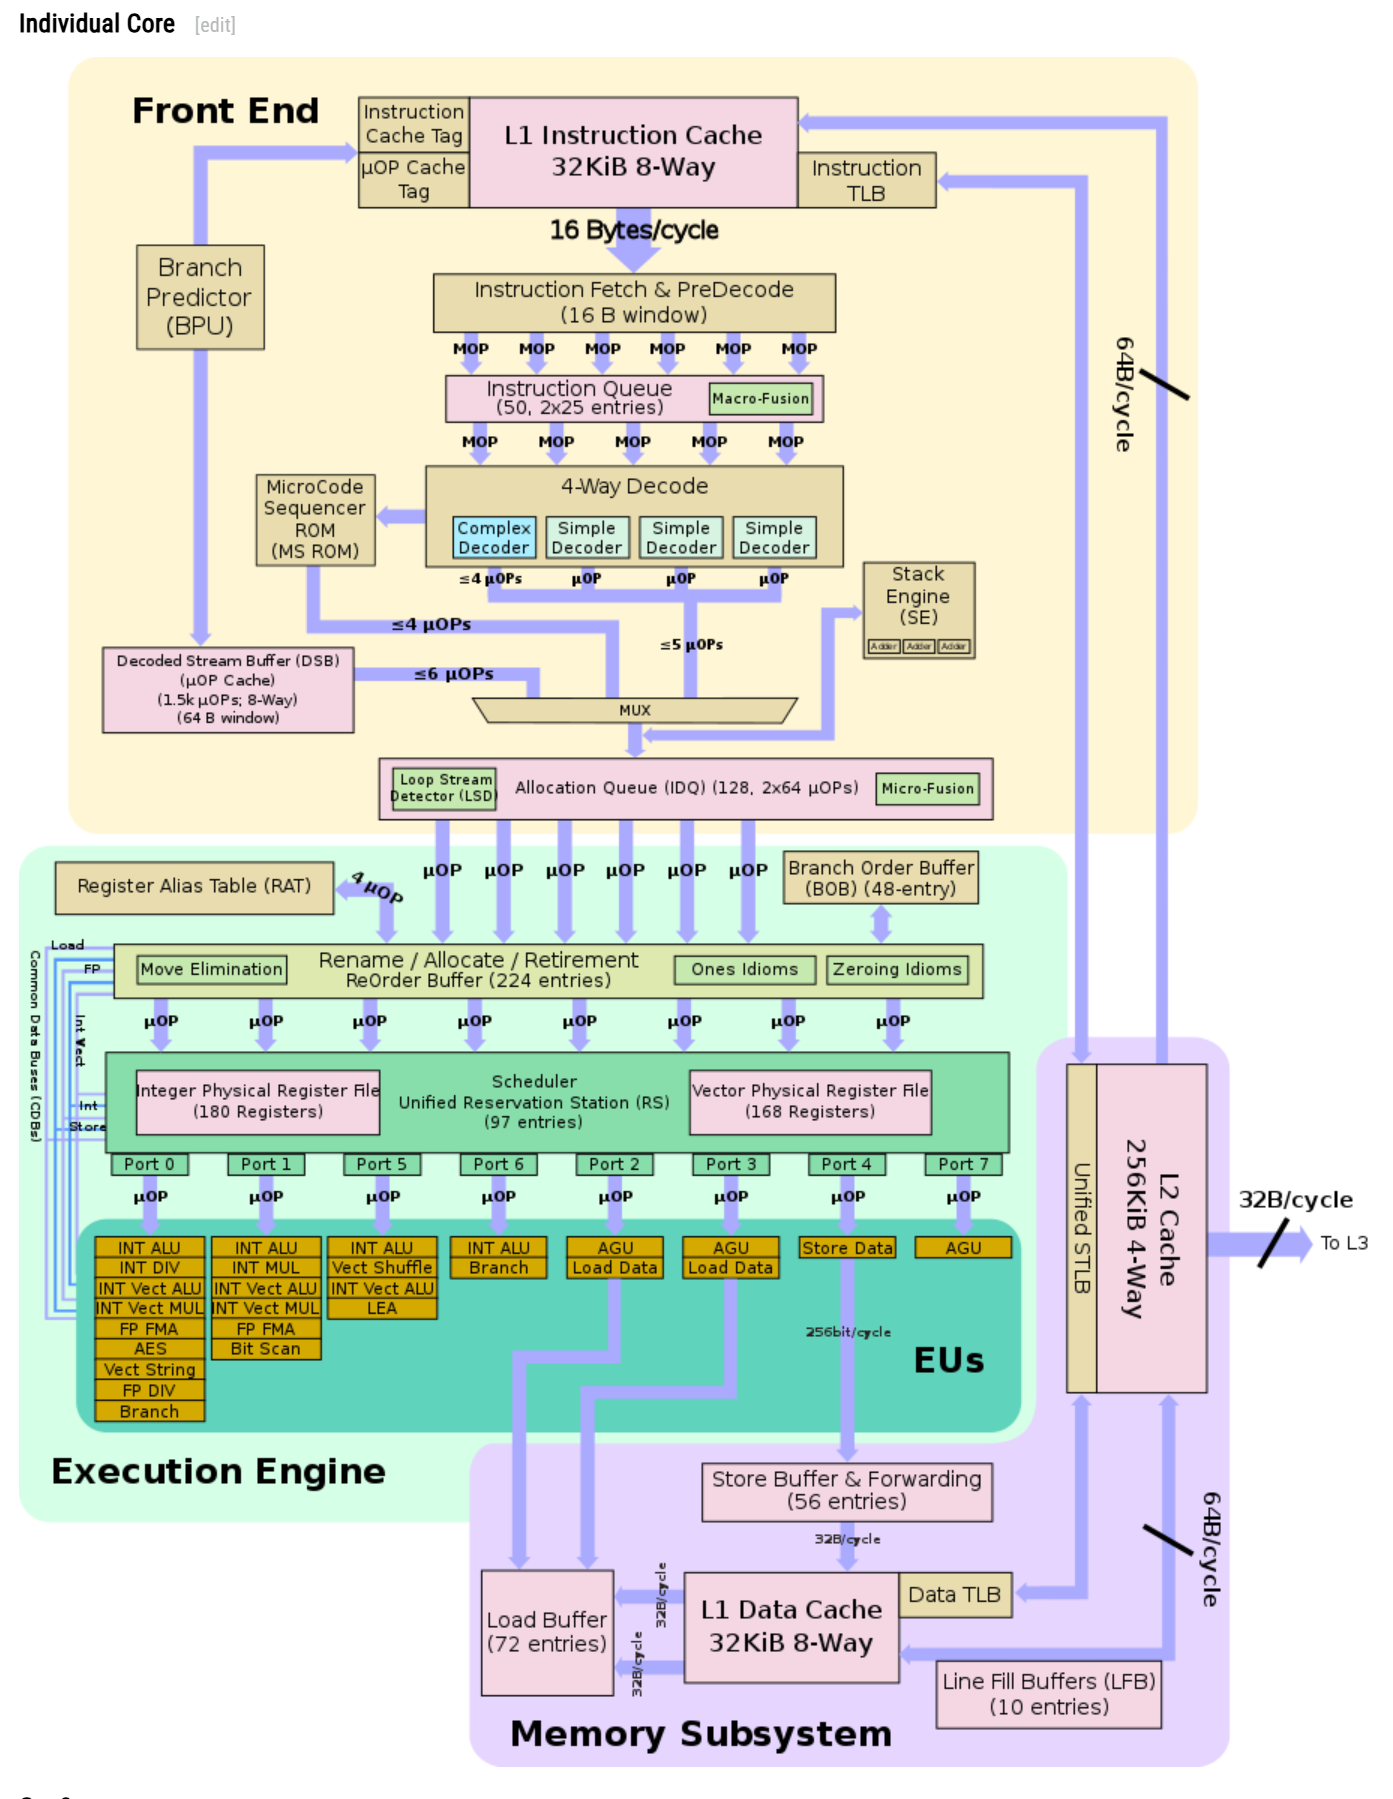 Individual Core [edit]
Front End
Instruction
Cache Tag
µOP Cache
Tag
L1 Instruction Cache
32KiB 8-Way
Instruction
TLB
16 Bytes/cycle
Branch
Predictor
(BPU)
Instruction Fetch & PreDecode
(16 B window)
MOP MOP MOP MOP MOP MOP
Instruction Queue
(50, 2x25 entries)
Macro-Fusion
MOP MOP MOP MOP MOP
64B/cycle
MicroCode
Sequencer
ROM
(MS ROM)
4-Way Decode
Complex
Decoder
Simple
Decoder
Simple
Decoder
Simple
Decoder
≤4 µOPs µOP µOP µOP
Stack
Engine
(SE)
Adder Adder Adder
≤4 µOPs
≤5 µOPs
Decoded Stream Buffer (DSB)
(µOP Cache)
(1.5k µOPs; 8-Way)
(64 B window)
≤6 µOPs
MUX
Loop Stream
Detector (LSD)
Allocation Queue (IDQ) (128, 2x64 µOPs)
Micro-Fusion
Register Alias Table (RAT)
4 µOP
µOP µOP µOP µOP µOP µOP
Branch Order Buffer
(BOB) (48-entry)
Load
FP
Common Data Buses (CDBs)
Int Vect
Int
Store
Move Elimination
Rename / Allocate / Retirement
ReOrder Buffer (224 entries)
Ones Idioms
Zeroing Idioms
µOP µOP µOP µOP µOP µOP µOP µOP
Integer Physical Register File
(180 Registers)
Scheduler
Unified Reservation Station (RS)
(97 entries)
Vector Physical Register File
(168 Registers)
Port 0 Port 1 Port 5 Port 6 Port 2 Port 3 Port 4 Port 7
µOP µOP µOP µOP µOP µOP µOP µOP
INT ALU
INT DIV
INT Vect ALU
INT Vect MUL
FP FMA
AES
Vect String
FP DIV
Branch
INT ALU
INT MUL
INT Vect ALU
INT Vect MUL
FP FMA
Bit Scan
INT ALU
Vect Shuffle
INT Vect ALU
LEA
INT ALU
Branch
AGU
Load Data
AGU
Load Data
Store Data
AGU
256bit/cycle
EUs
Execution Engine
Unified STLB
L2 Cache
256KiB 4-Way
32B/cycle
To L3
Store Buffer & Forwarding
(56 entries)
32B/cycle
64B/cycle
Load Buffer
(72 entries)
32B/cycle
32B/cycle
L1 Data Cache
32KiB 8-Way
Data TLB
Line Fill Buffers (LFB)
(10 entries)
Memory Subsystem